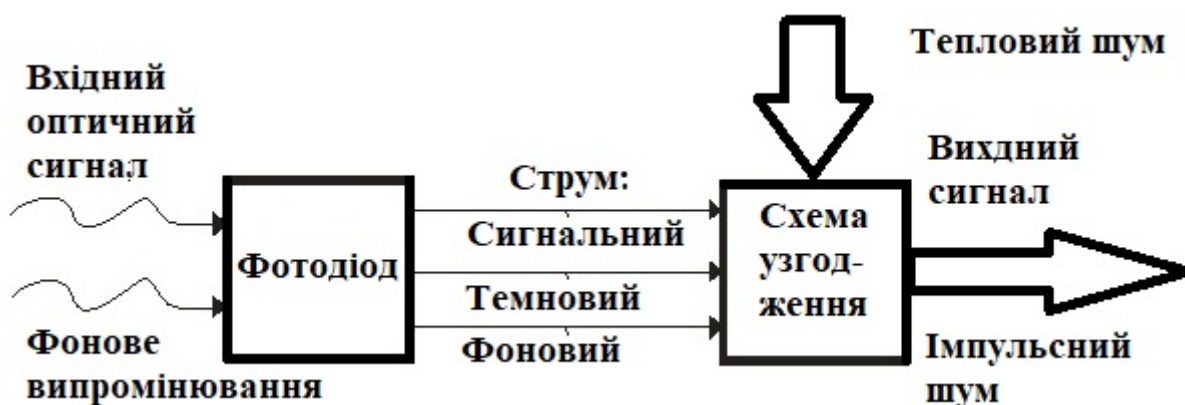 Вхідний
оптичний
сигнал
Фонове
випромінювання
Фотодіод
Струм:
Сигнальний
Темновий
Фоновий
Схема
узгод-
ження
Тепловий шум
Вихдний
сигнал
Імпульсний
шум